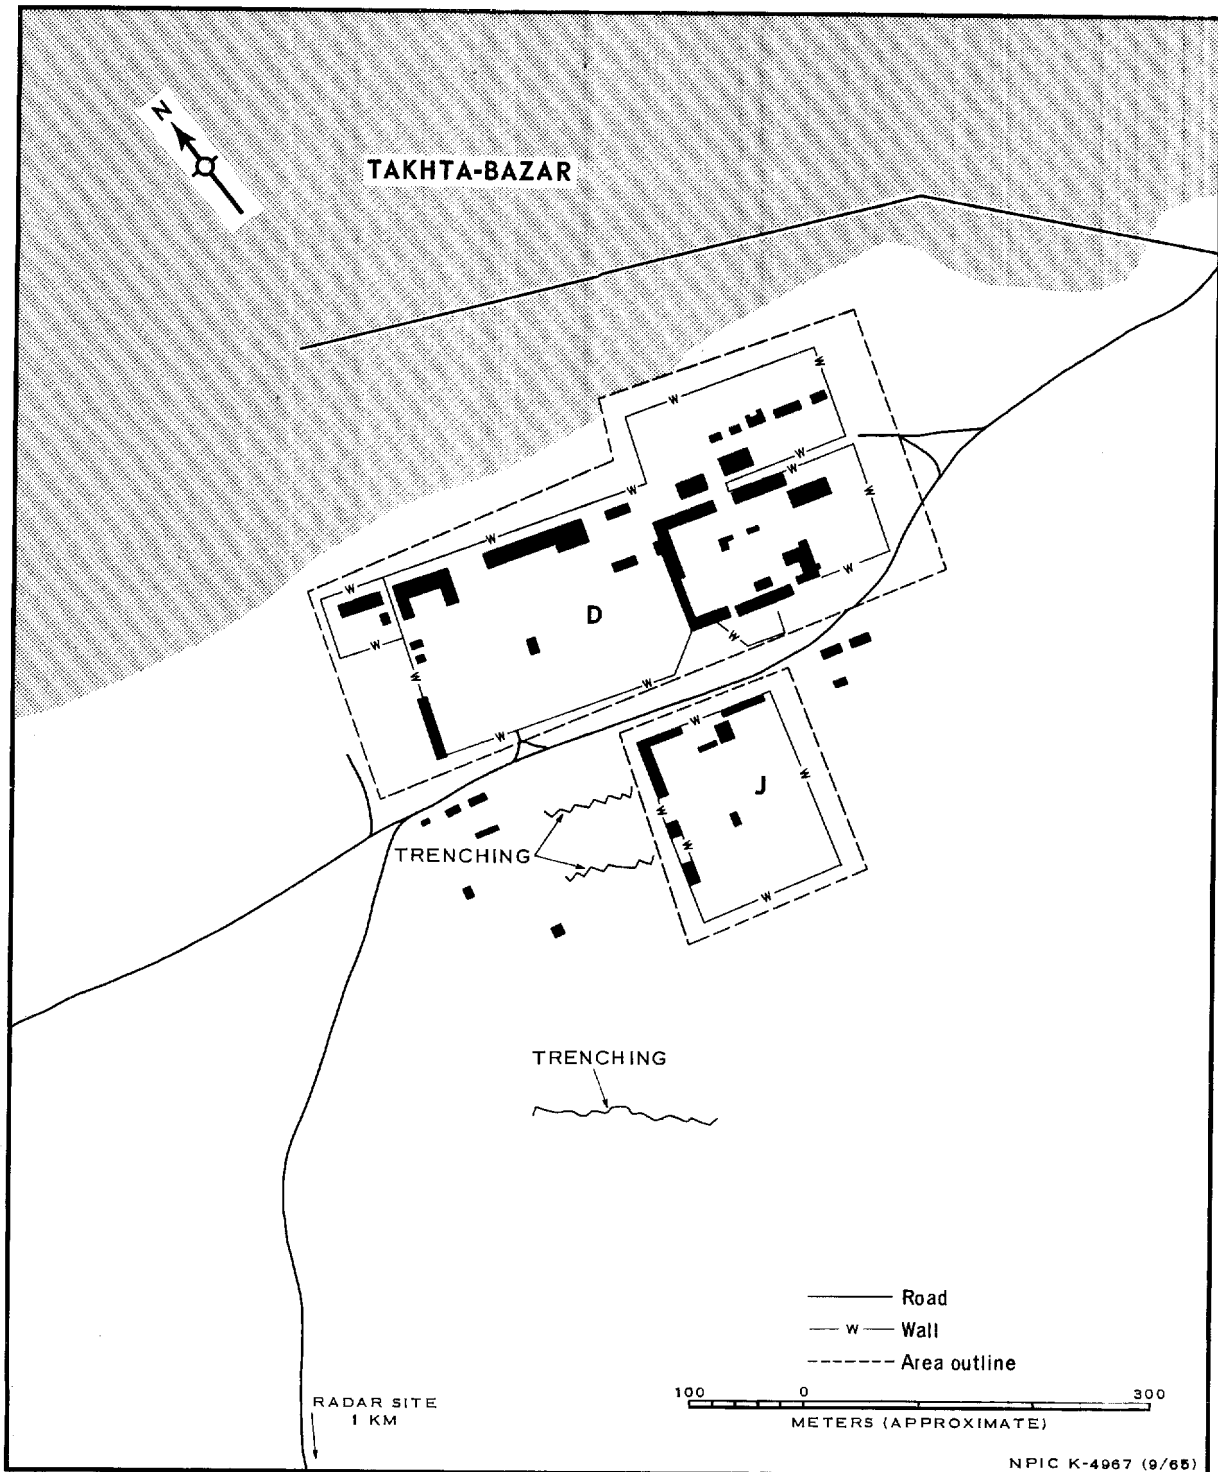 N
TAKHTA-BAZAR
W
W
W
W
W
W
W
W
W
D
W
W
W
W
W
W
W
J
W
W
W
TRENCHING
W
TRENCHING
Road
W Wall
Area outline
100 0 300
METERS (APPROXIMATE)
RADAR SITE
1 KM
NPIC K-4967 (9/65)